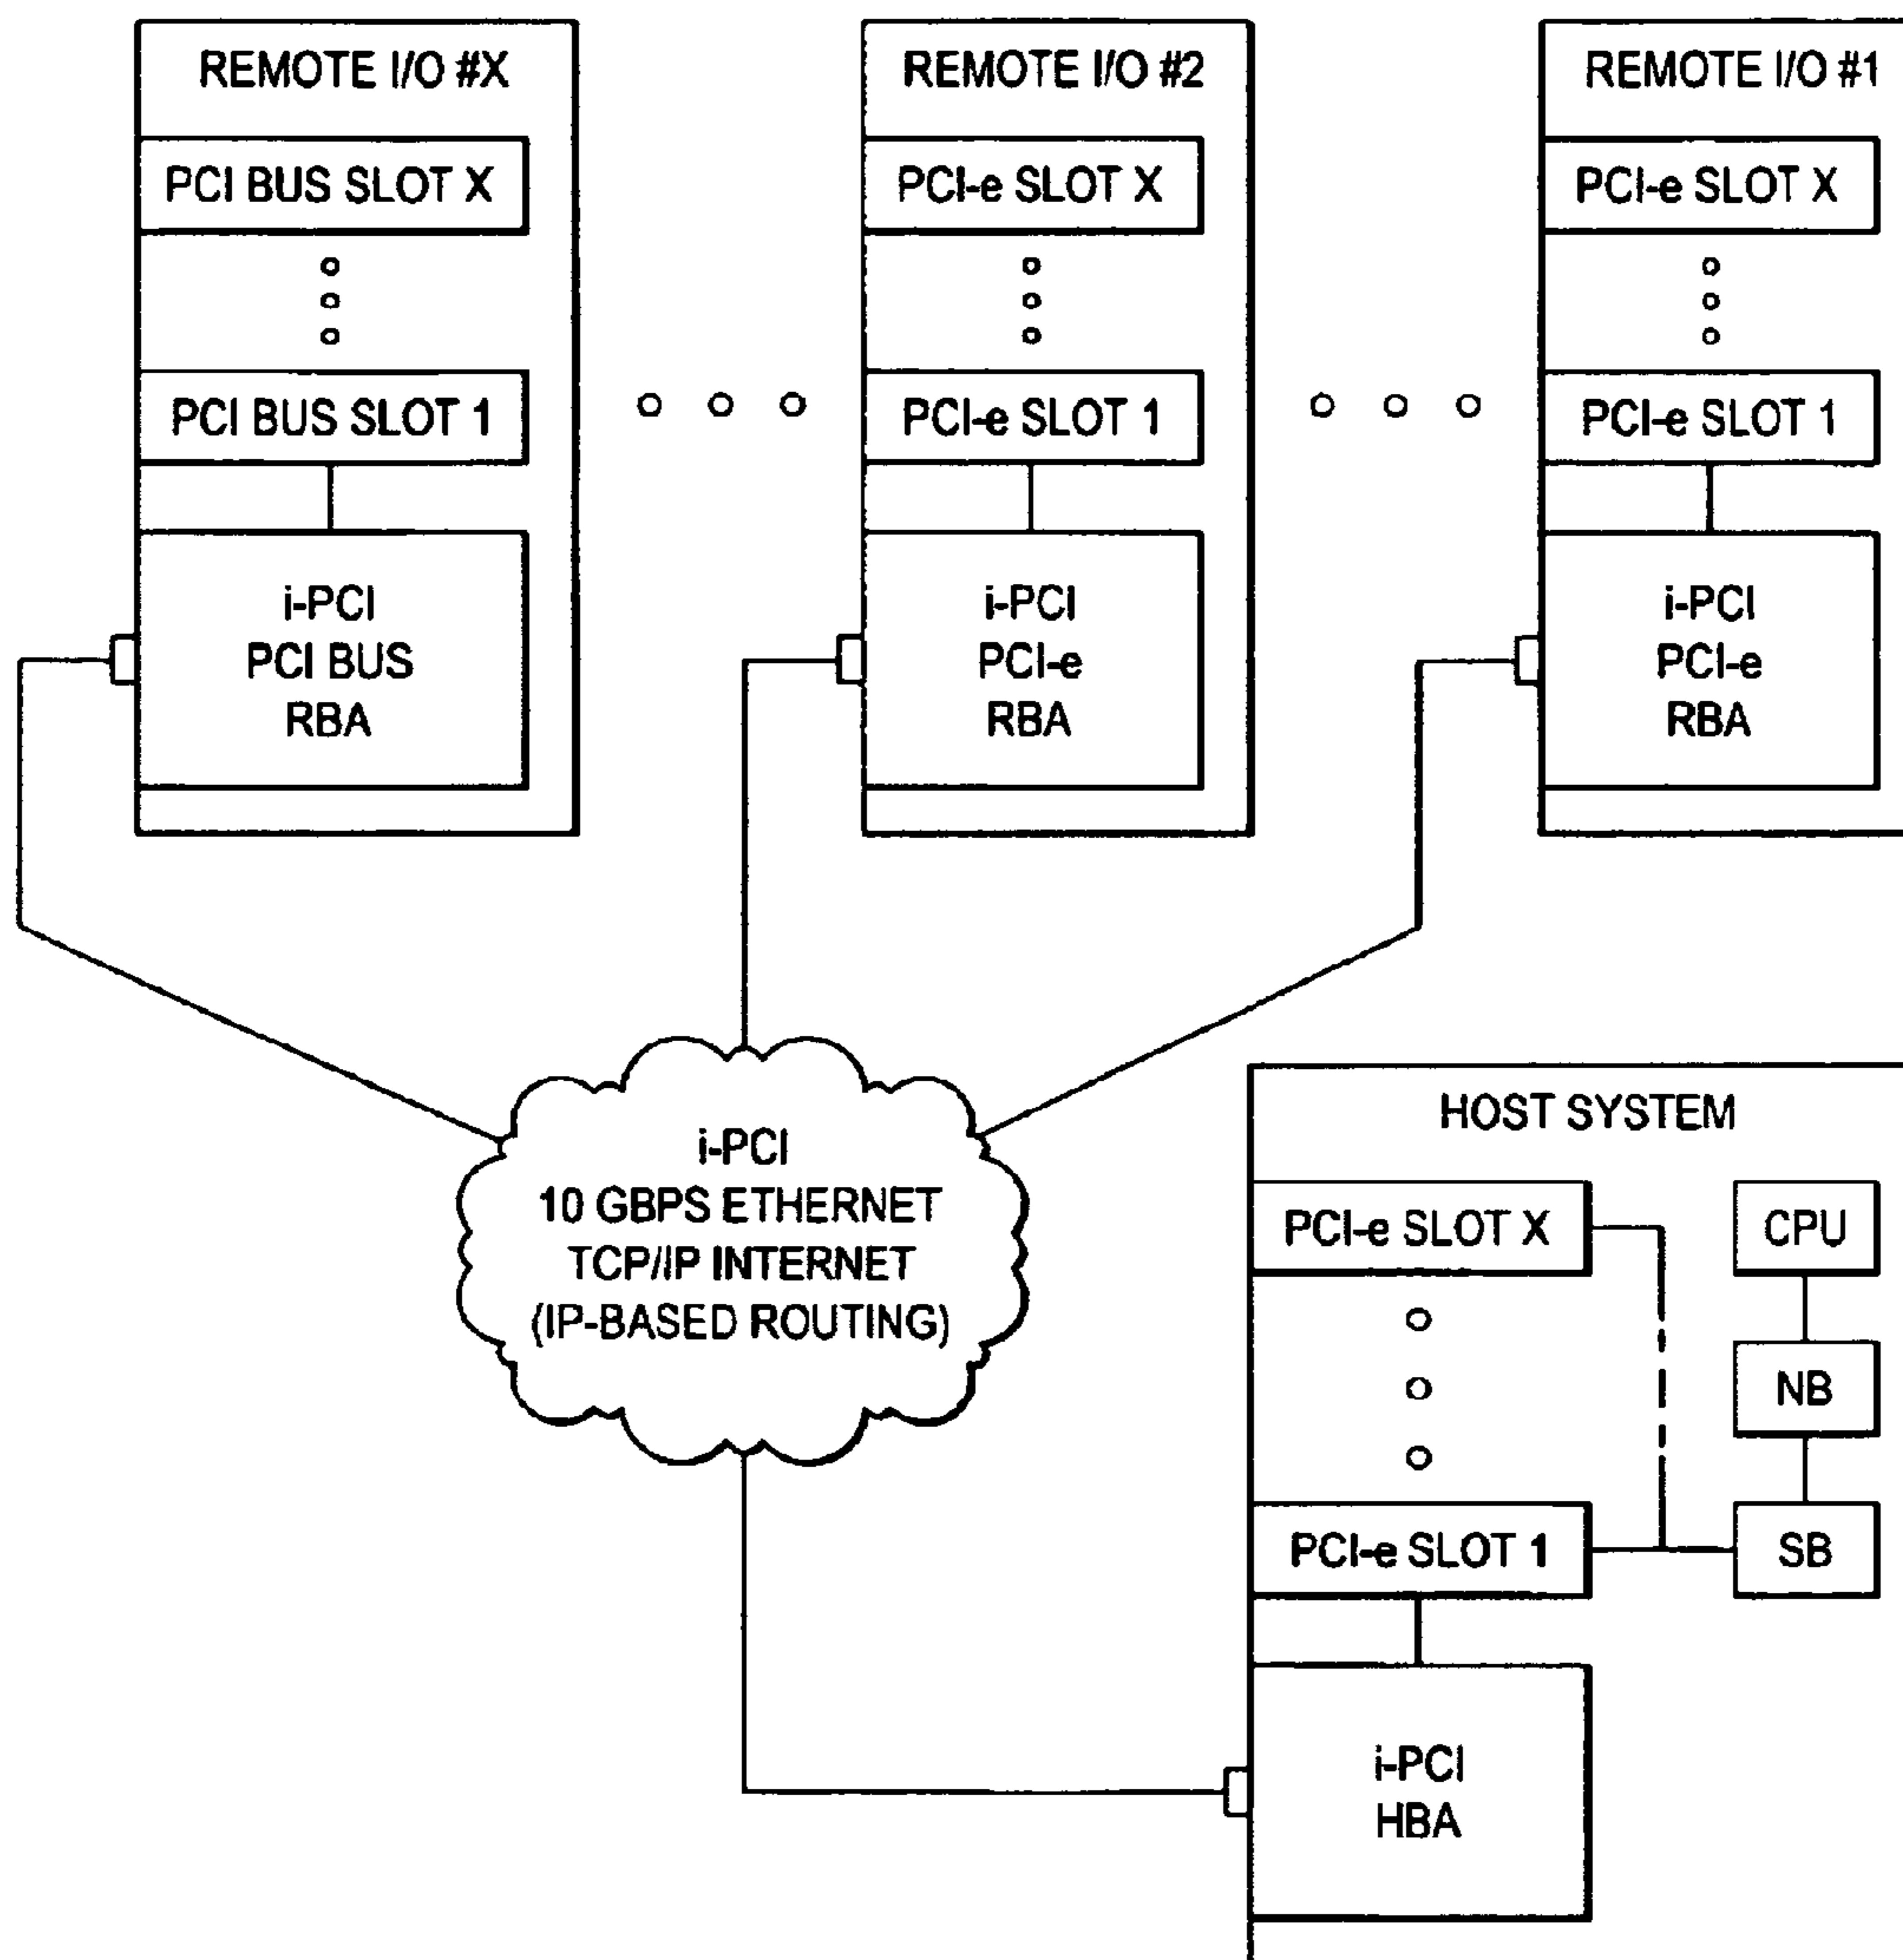 REMOTE I/O #X
PCI BUS SLOT X
PCI BUS SLOT 1
i-PCI
PCI BUS
RBA
REMOTE I/O #2
PCI-e SLOT X
PCI-e SLOT 1
i-PCI
PCI-e
RBA
REMOTE I/O #1
PCI-e SLOT X
PCI-e SLOT 1
i-PCI
PCI-e
RBA
i-PCI
10 GBPS ETHERNET
TCP/IP INTERNET
(IP-BASED ROUTING)
HOST SYSTEM
PCI-e SLOT X
PCI-e SLOT 1
CPU
NB
SB
i-PCI
HBA